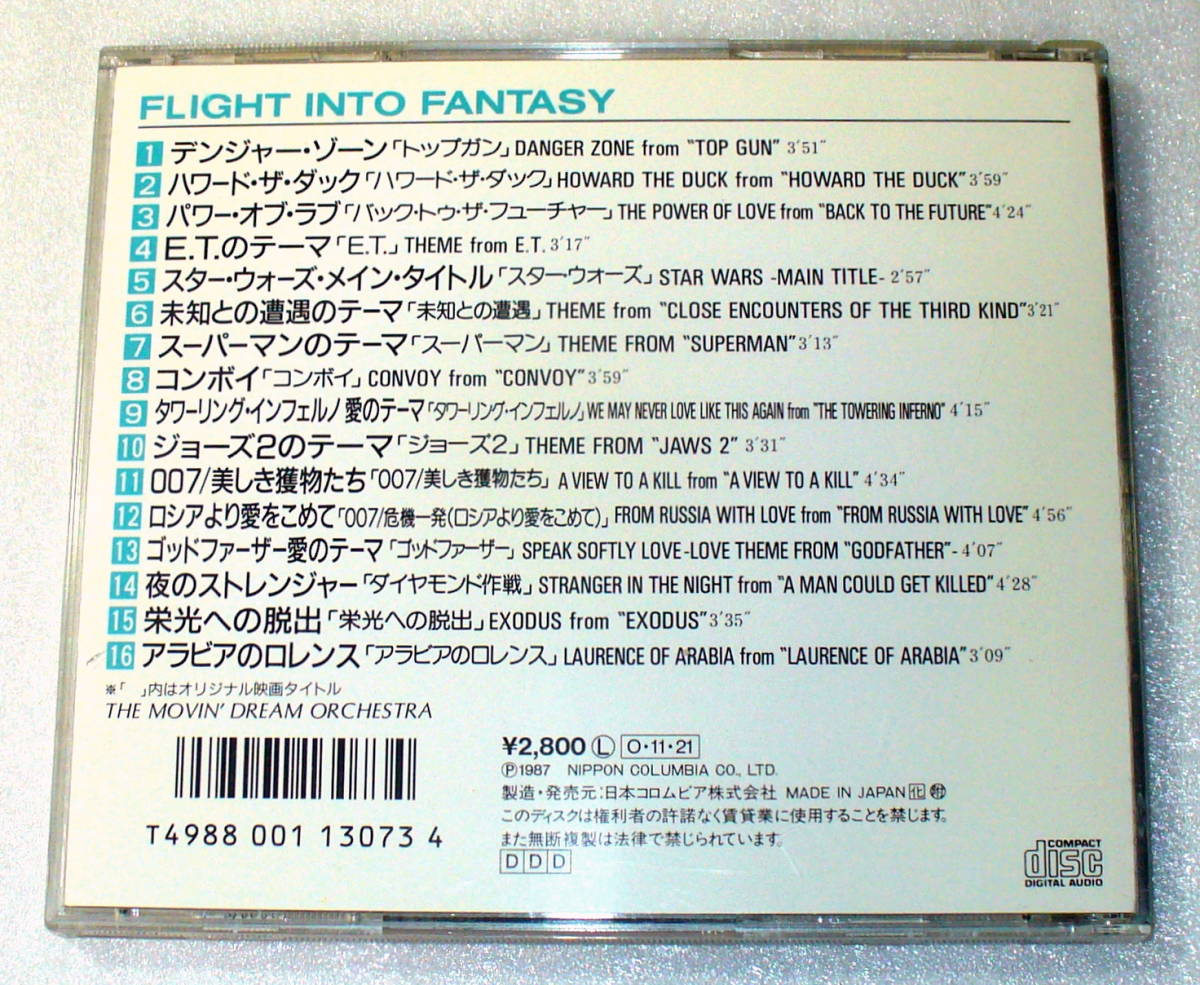 FLIGHT INTO FANTASY
1 デンジャー・ゾーン「トップガン」DANGER ZONE from "TOP GUN" 3'51"
2 ハワード・ザ・ダック「ハワード・ザ・ダック」HOWARD THE DUCK from "HOWARD THE DUCK" 3'59"
3 パワー・オブ・ラブ「バック・トゥ・ザ・フューチャー」THE POWER OF LOVE from "BACK TO THE FUTURE" 4'24"
4 E.T.のテーマ「E.T.」THEME from E.T. 3'17"
5 スター・ウォーズ・メイン・タイトル「スター・ウォーズ」STAR WARS -MAIN TITLE- 2'57"
6 未知との遭遇のテーマ「未知との遭遇」THEME from "CLOSE ENCOUNTERS OF THE THIRD KIND" 3'21"
7 スーパーマンのテーマ「スーパーマン」THEME FROM "SUPERMAN" 3'13"
8 コンボイ「コンボイ」CONVOY from "CONVOY" 3'59"
9 タワーリング・インフェルノ 愛のテーマ「タワーリング・インフェルノ」WE MAY NEVER LOVE LIKE THIS AGAIN from "THE TOWERING INFERNO" 4'15"
10 ジョーズ2のテーマ「ジョーズ2」THEME FROM "JAWS 2" 3'31"
11 007/美しき獲物たち「007/美しき獲物たち」A VIEW TO A KILL from "A VIEW TO A KILL" 4'34"
12 ロシアより愛をこめて「007/危機一発(ロシアより愛をこめて)」FROM RUSSIA WITH LOVE from "FROM RUSSIA WITH LOVE" 4'56"
13 ゴッドファーザー愛のテーマ「ゴッドファーザー」SPEAK SOFTLY LOVE-LOVE THEME FROM "GODFATHER"- 4'07"
14 夜のストレンジャー「ダイヤモンド作戦」STRANGER IN THE NIGHT from "A MAN COULD GET KILLED" 4'28"
15 栄光への脱出「栄光への脱出」EXODUS from "EXODUS" 3'35"
16 アラビアのロレンス「アラビアのロレンス」LAURENCE OF ARABIA from "LAURENCE OF ARABIA" 3'09"
※「 」内はオリジナル映画タイトル
THE MOVIN' DREAM ORCHESTRA
¥2,800 Ⓛ O・11・21
Ⓟ1987 NIPPON COLUMBIA CO., LTD.
製造・発売元:日本コロムビア株式会社 MADE IN JAPAN 化 雑
このディスクは権利者の許諾なく賃貸業に使用することを禁じます。
また無断複製は法律で禁じられています。
DDD
T4988 001 13073 4
COMPACT
disc
DIGITAL AUDIO